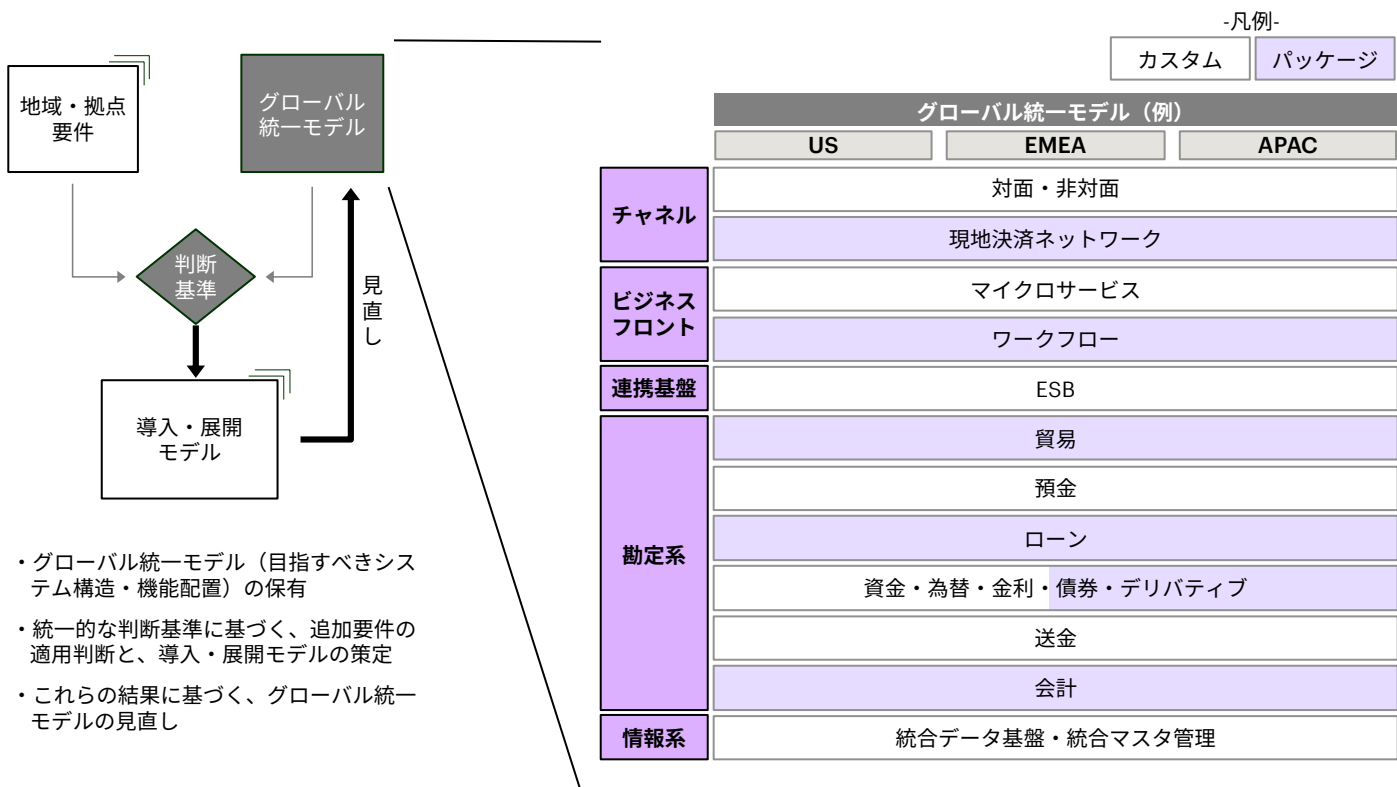 地域・拠点
要件
グローバル
統一モデル
判断
基準
見直し
導入・展開
モデル
・グローバル統一モデル（目指すべきシス
テム構造・機能配置）の保有
・統一的な判断基準に基づく、追加要件の
適用判断と、導入・展開モデルの策定
・これらの結果に基づく、グローバル統一
モデルの見直し
-凡例-
カスタム
パッケージ
グローバル統一モデル（例）
US
EMEA
APAC
チャネル
対面・非対面
現地決済ネットワーク
ビジネス
フロント
マイクロサービス
ワークフロー
連携基盤
ESB
勘定系
貿易
預金
ローン
資金・為替・金利・債券・デリバティブ
送金
会計
情報系
統合データ基盤・統合マスタ管理